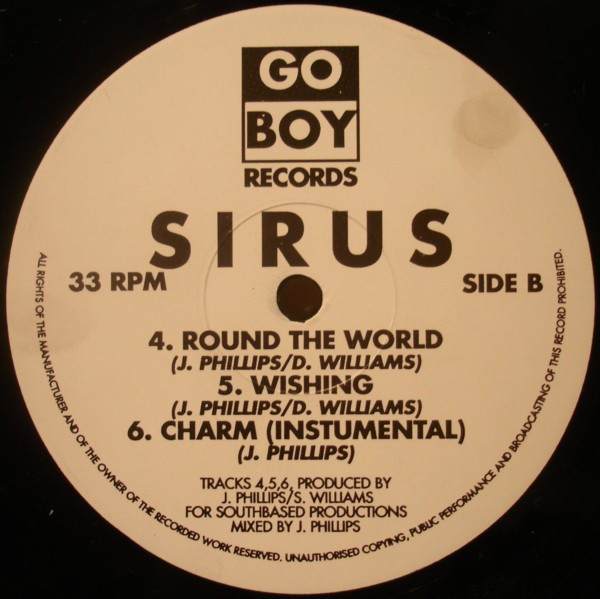 GO
BOY
RECORDS
SIRUS
33 RPM
SIDE B
4. ROUND THE WORLD
(J. PHILLIPS/D. WILLIAMS)
5. WISHING
(J. PHILLIPS/D. WILLIAMS)
6. CHARM (INSTUMENTAL)
(J. PHILLIPS)
TRACKS 4,5,6, PRODUCED BY
J. PHILLIPS/S. WILLIAMS
FOR SOUTHBASED PRODUCTIONS
MIXED BY J. PHILLIPS
ALL RIGHTS OF THE MANUFACTURER AND OF THE OWNER OF THE RECORDED WORK RESERVED. UNAUTHORISED COPYING, PUBLIC PERFORMANCE AND BROADCASTING OF THIS RECORD PROHIBITED.